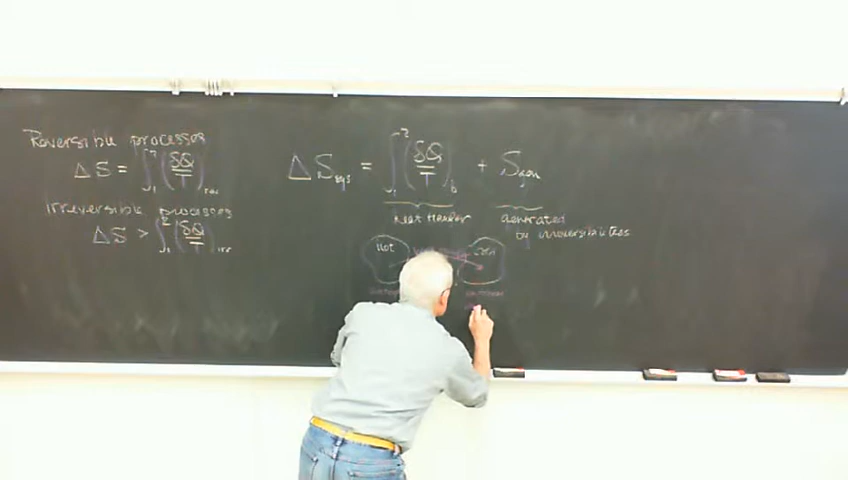 Reversible processes
ΔS = ∫₁² (δQ/T)rev
irreversible processes
ΔS > ∫₁² (δQ/T)irr
ΔSsys = ∫₁² (δQ/T)b + Sgen
heat transfer
generated
by irreversibilities
Hot